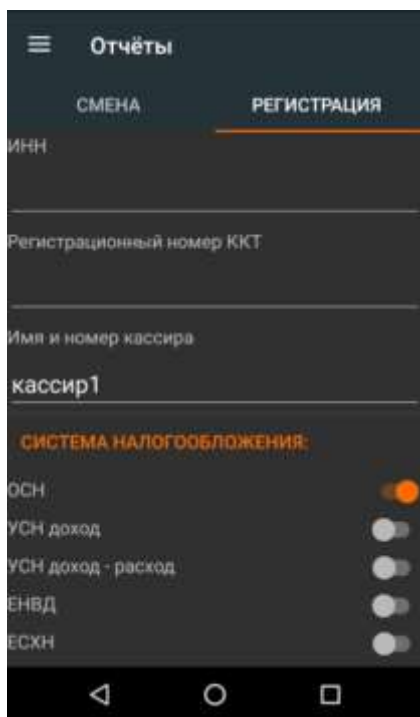 Отчёты
СМЕНА РЕГИСТРАЦИЯ
ИНН
Регистрационный номер ККТ
Имя и номер кассира
кассир1
СИСТЕМА НАЛОГООБЛОЖЕНИЯ:
ОСН
УСН доход
УСН доход - расход
ЕНВД
ЕСХН